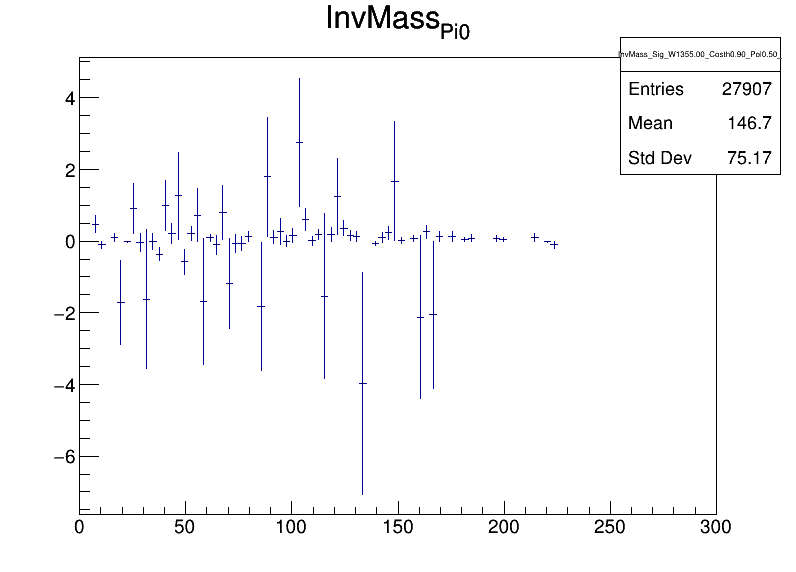 InvMass_Pi0
InvMass_Sig_W1355.00_Costh0.90_Pol0.50_
Entries 27907
Mean 146.7
Std Dev 75.17
4
2
0
−2
−4
−6
0 50 100 150 200 250 300